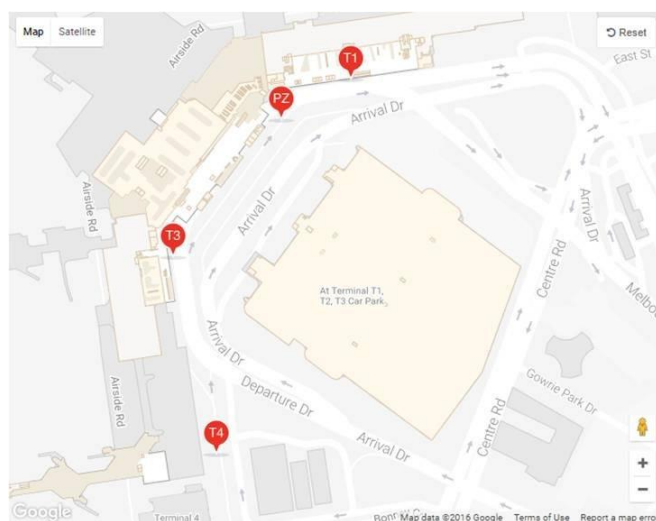 Map
Satellite
Airside Rd
T1
Reset
East St
PZ
Arrival Dr
Airside Rd
Arrival Dr
Arrival Dr
T3
Centre Rd
At Terminal T1,
T2, T3 Car Park
Melbo
Arrival Dr
Departure Dr
Gowrie Park Dr
Airside Rd
T4
Arrival Dr
Centre Rd
Terminal 4
Google
Map data ©2016 Google
Terms of Use
Report a map erro